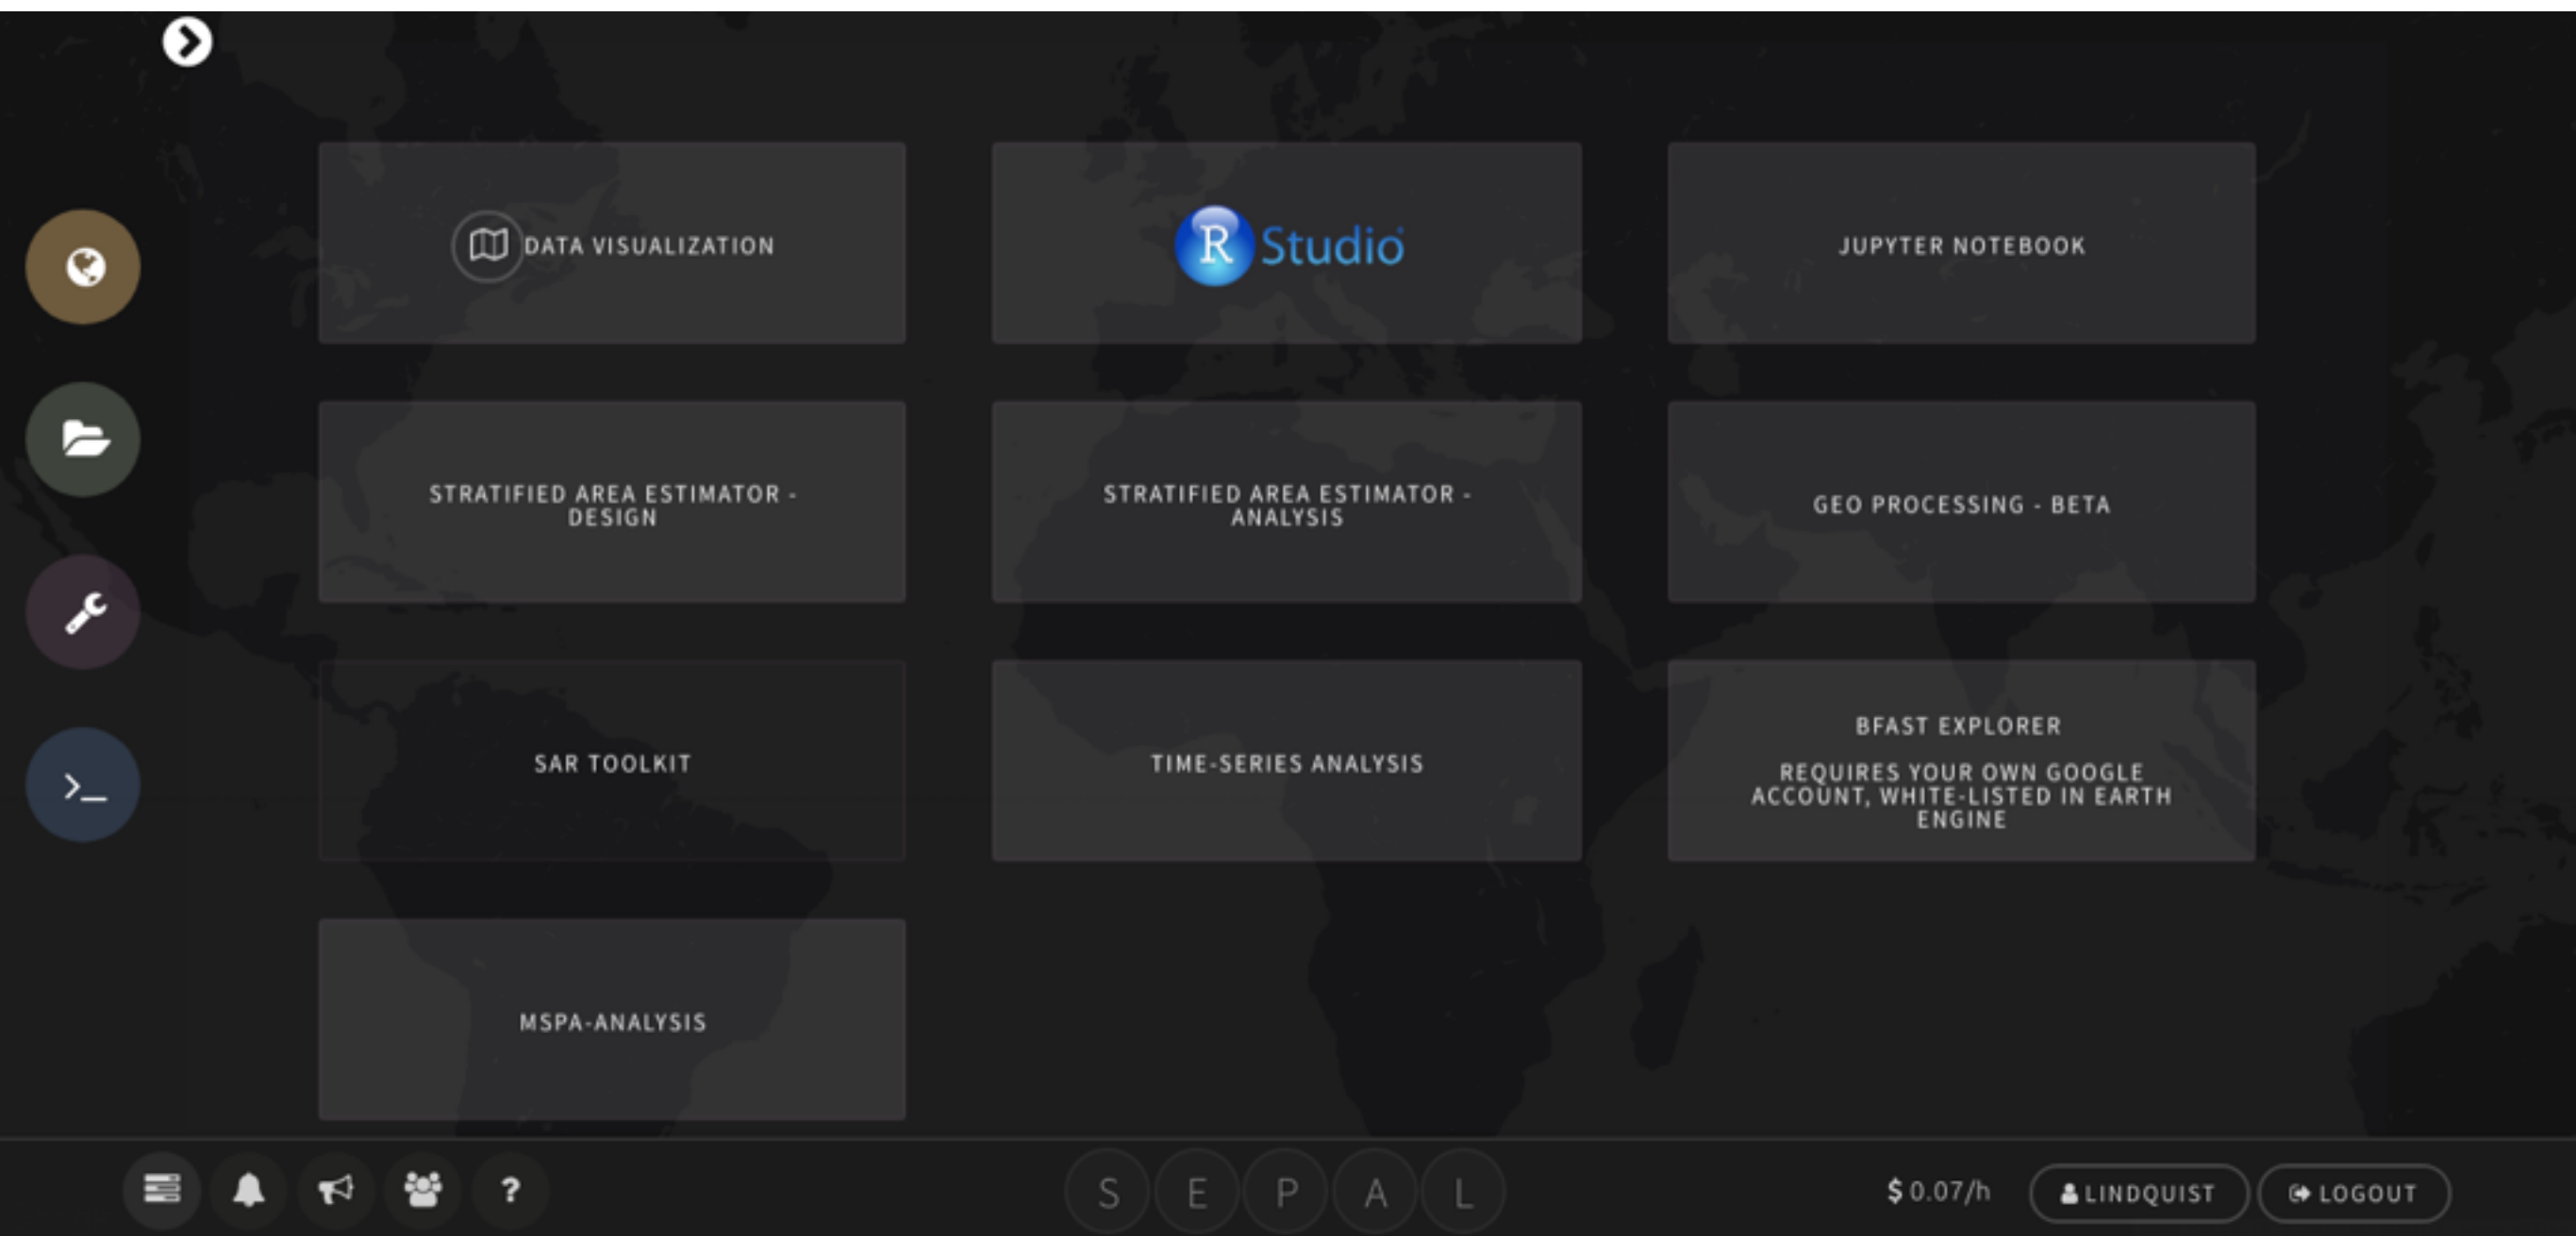 DATA VISUALIZATION
R Studio
JUPYTER NOTEBOOK
STRATIFIED AREA ESTIMATOR -
DESIGN
STRATIFIED AREA ESTIMATOR -
ANALYSIS
GEO PROCESSING - BETA
SAR TOOLKIT
TIME-SERIES ANALYSIS
BFAST EXPLORER
REQUIRES YOUR OWN GOOGLE
ACCOUNT, WHITE-LISTED IN EARTH
ENGINE
MSPA-ANALYSIS
?
S E P A L
$ 0.07/h
LINDQUIST
LOGOUT